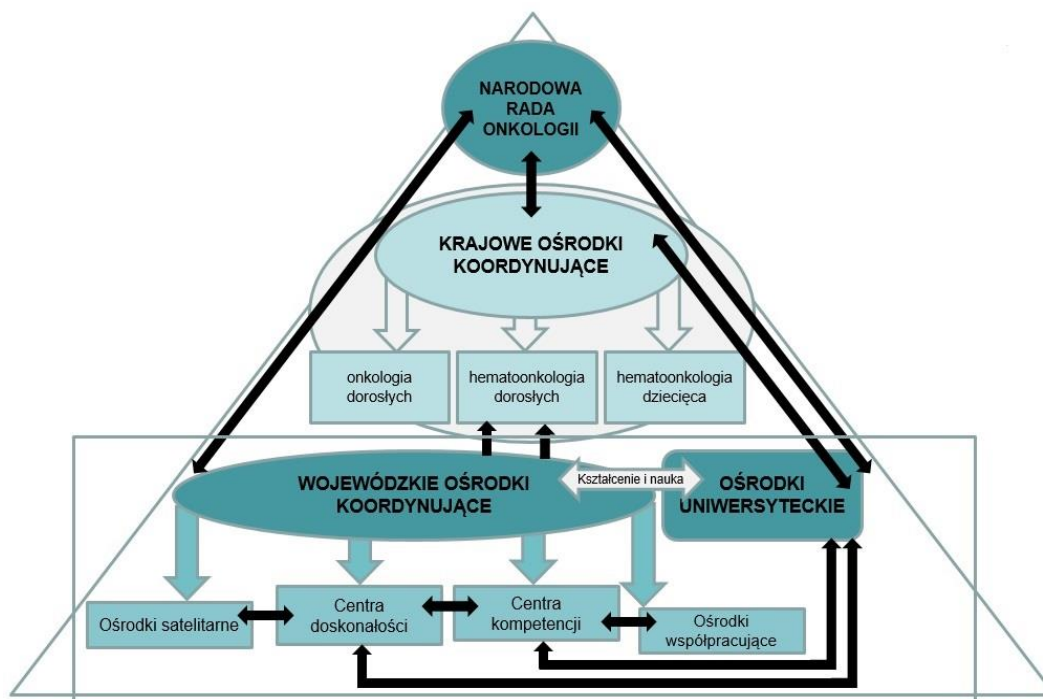 NARODOWA
RADA
ONKOLOGII
KRAJOWE OŚRODKI
KOORDYNUJĄCE
onkologia
dorosłych
hematoonkologia
dorosłych
hematoonkologia
dziecięca
WOJEWÓDZKIE OŚRODKI
KOORDYNUJĄCE
Kształcenie i nauka
OŚRODKI
UNIWERSYTECKIE
Ośrodki satelitarne
Centra
doskonałości
Centra
kompetencji
Ośrodki
współpracujące